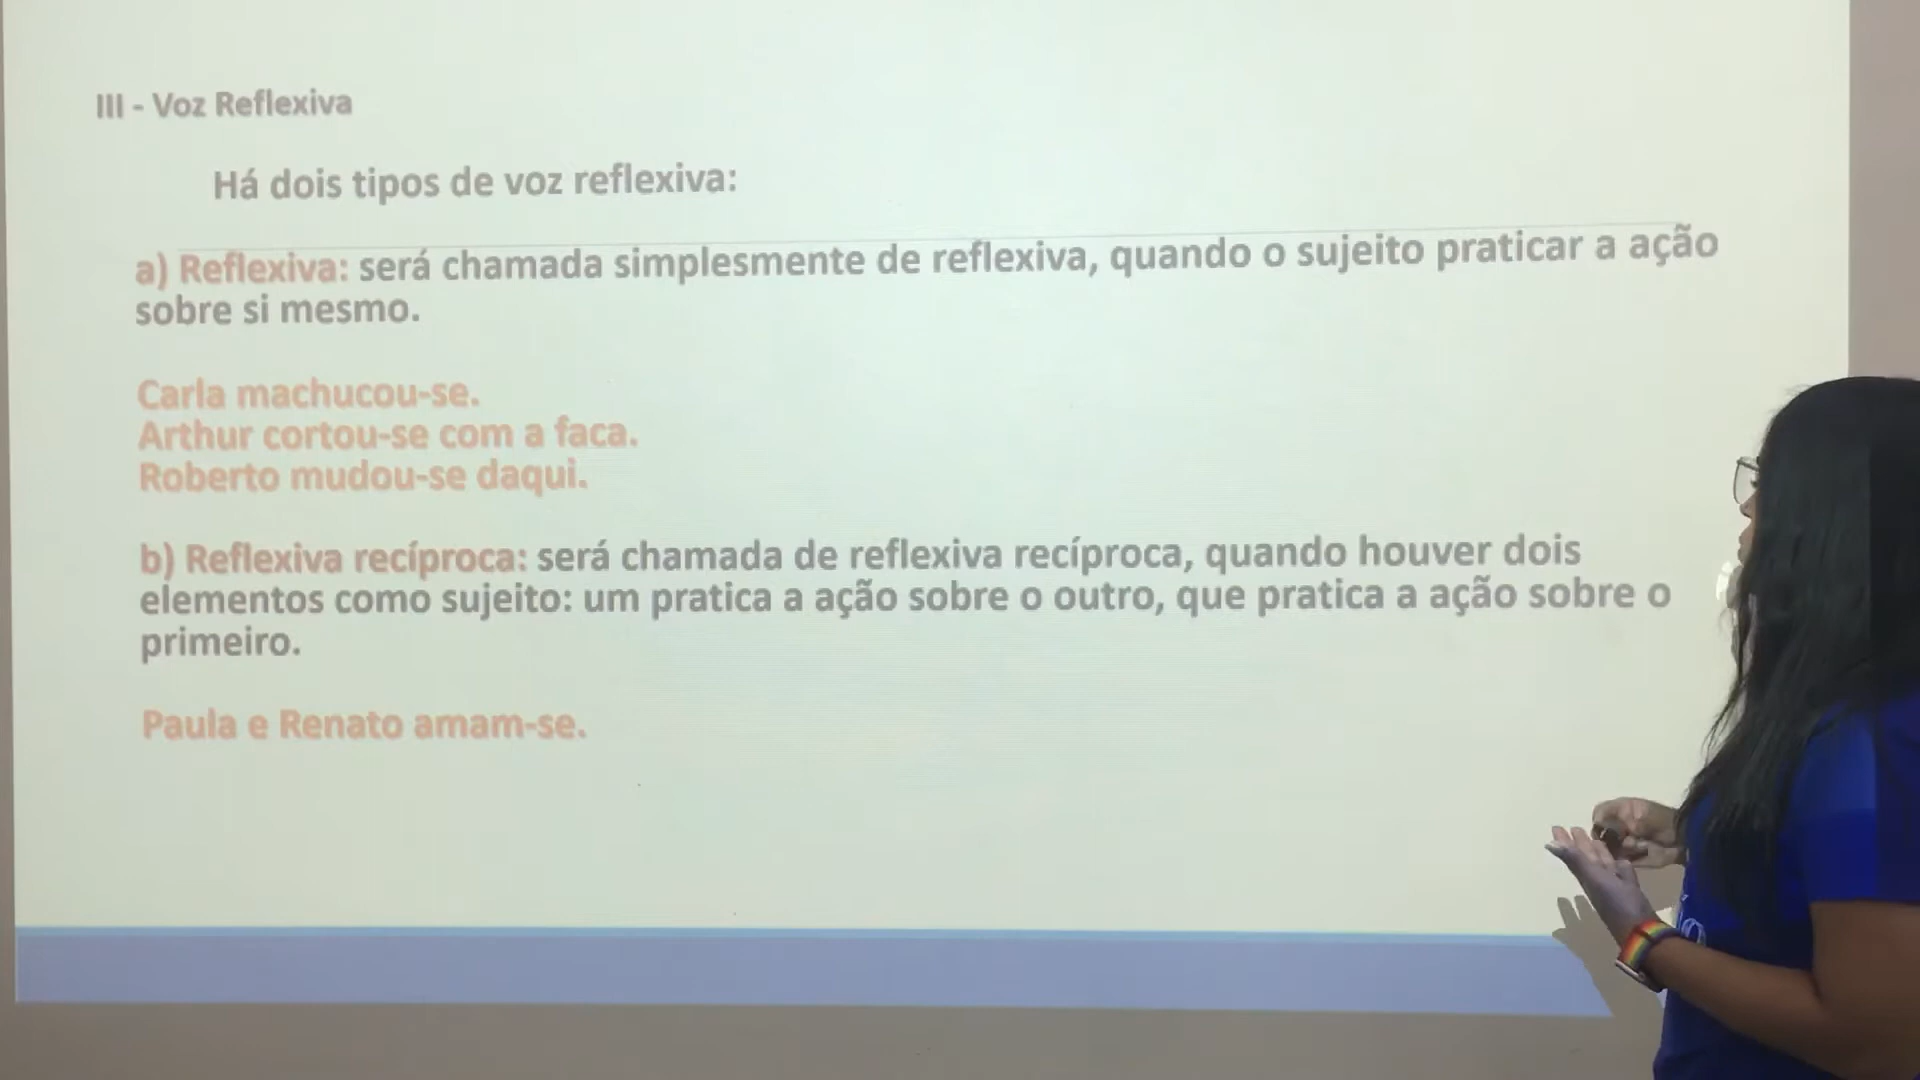 III - Voz Reflexiva
Há dois tipos de voz reflexiva:
a) Reflexiva: será chamada simplesmente de reflexiva, quando o sujeito praticar a ação
sobre si mesmo.
Carla machucou-se.
Arthur cortou-se com a faca.
Roberto mudou-se daqui.
b) Reflexiva recíproca: será chamada de reflexiva recíproca, quando houver dois
elementos como sujeito: um pratica a ação sobre o outro, que pratica a ação sobre o
primeiro.
Paula e Renato amam-se.